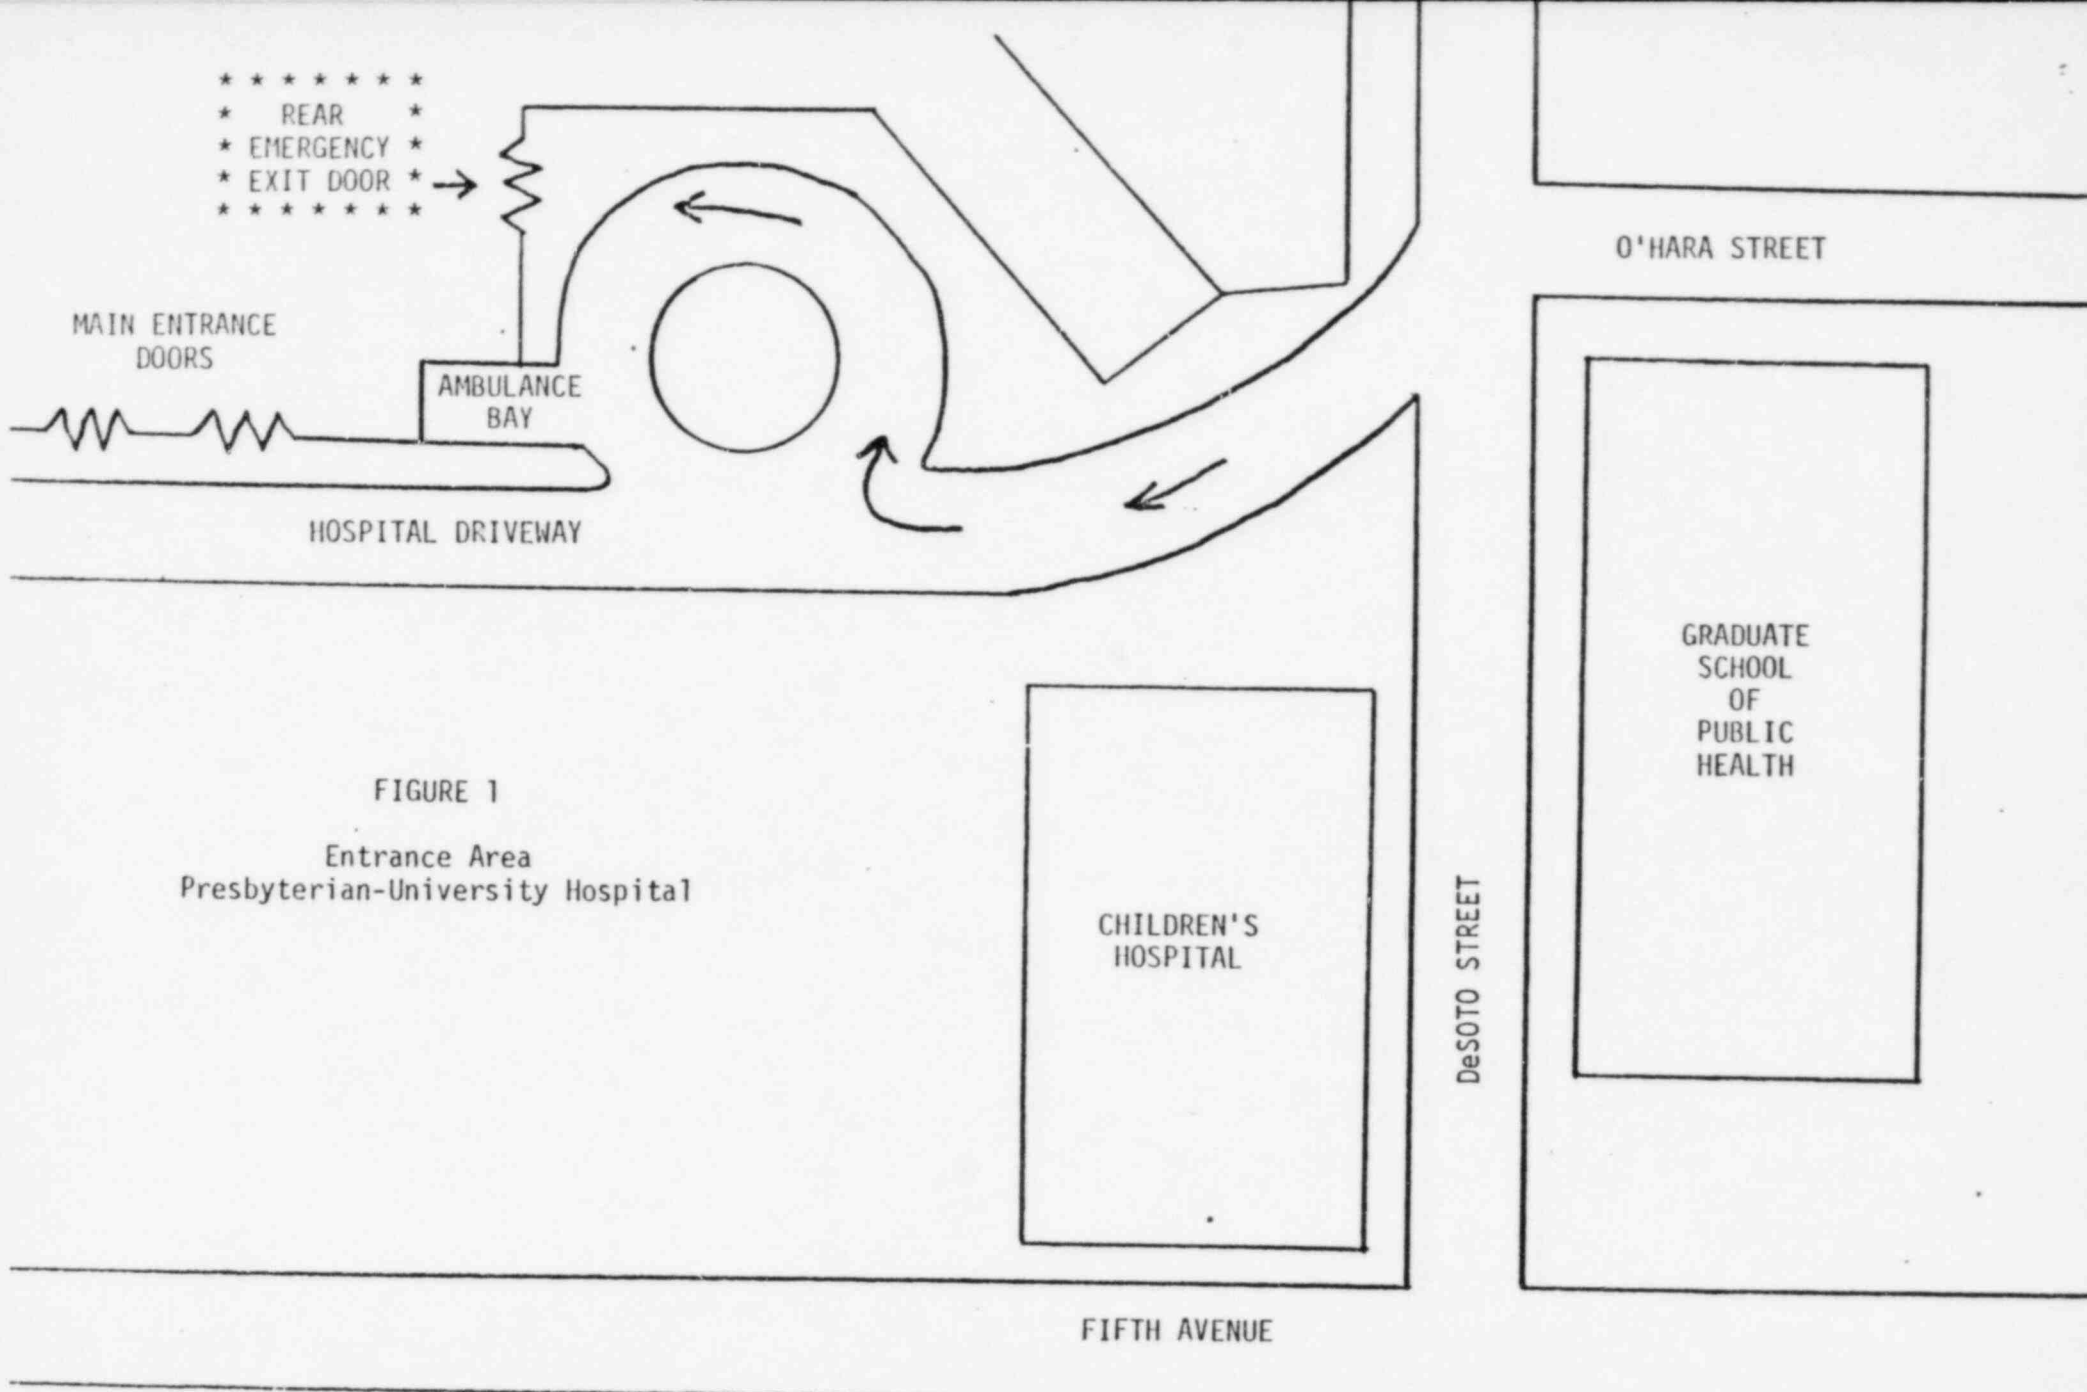 * * * * * * *
* REAR *
* EMERGENCY *
* EXIT DOOR *
* * * * * * *
O'HARA STREET
MAIN ENTRANCE
DOORS
AMBULANCE
BAY
HOSPITAL DRIVEWAY
GRADUATE
SCHOOL
OF
PUBLIC
HEALTH
FIGURE 1
Entrance Area
Presbyterian-University Hospital
CHILDREN'S
HOSPITAL
DeSOTO STREET
FIFTH AVENUE